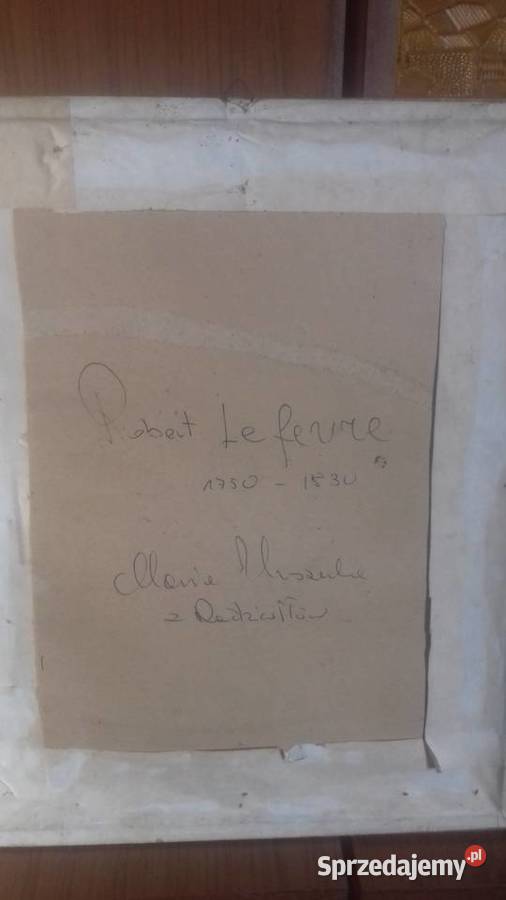 Robert Lefevre
1750 - 1830
Maria
z Radziwiłłów
Sprzedajemy.pl